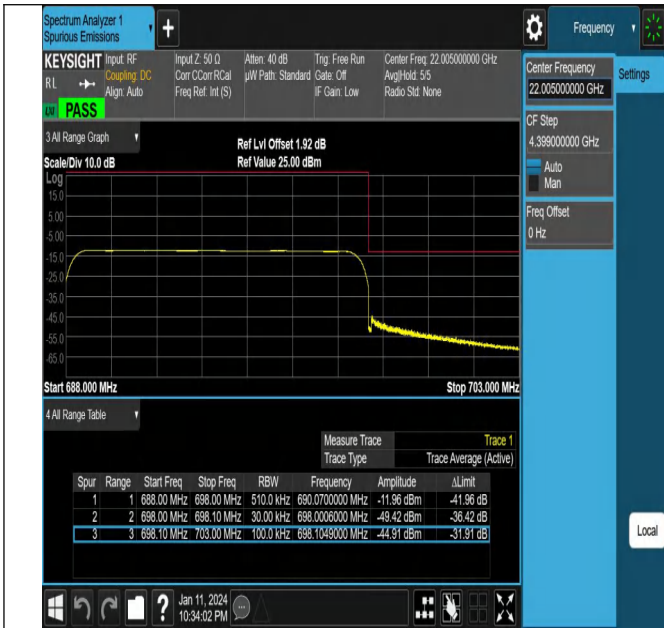 Spectrum Analyzer 1
Spurious Emissions
Frequency
KEYSIGHT
RL
Input: RF
Coupling: DC
Align: Auto
Input Z: 50 Ω
Corr CCorr RCal
Freq Ref: Int (S)
Atten: 40 dB
µW Path: Standard
Trig: Free Run
Gate: Off
IF Gain: Low
Center Freq: 22.005000000 GHz
Avg|Hold: 5/5
Radio Std: None
PASS
3 All Range Graph
Scale/Div 10.0 dB
Ref Lvl Offset 1.92 dB
Ref Value 25.00 dBm
Log
15.0
5.00
-5.00
-15.0
-25.0
-35.0
-45.0
-55.0
-65.0
Start 688.000 MHz
Stop 703.000 MHz
4 All Range Table
Measure Trace Trace 1
Trace Type Trace Average (Active)
Spur Range Start Freq Stop Freq RBW Frequency Amplitude ΔLimit
1 1 688.00 MHz 698.00 MHz 510.0 kHz 690.0700000 MHz -11.96 dBm -41.96 dB
2 2 698.00 MHz 698.10 MHz 30.00 kHz 698.0006000 MHz -49.42 dBm -36.42 dB
3 3 698.10 MHz 703.00 MHz 100.0 kHz 698.1049000 MHz -44.91 dBm -31.91 dB
Center Frequency
22.005000000 GHz
Settings
CF Step
4.399000000 GHz
Auto
Man
Freq Offset
0 Hz
Local
Jan 11, 2024
10:34:02 PM